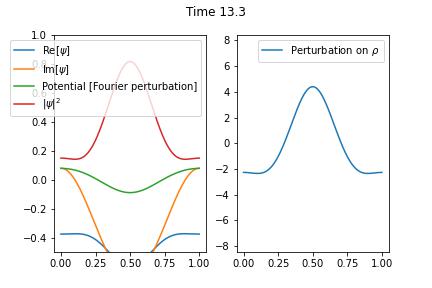 Time 13.3
1.0
0.8
0.6
0.4
0.2
0.0
−0.2
−0.4
Re[ψ]
Im[ψ]
Potential [Fourier perturbation]
|ψ|²
0.00 0.25 0.50 0.75 1.00
8
6
4
2
0
−2
−4
−6
−8
Perturbation on ρ
0.00 0.25 0.50 0.75 1.00